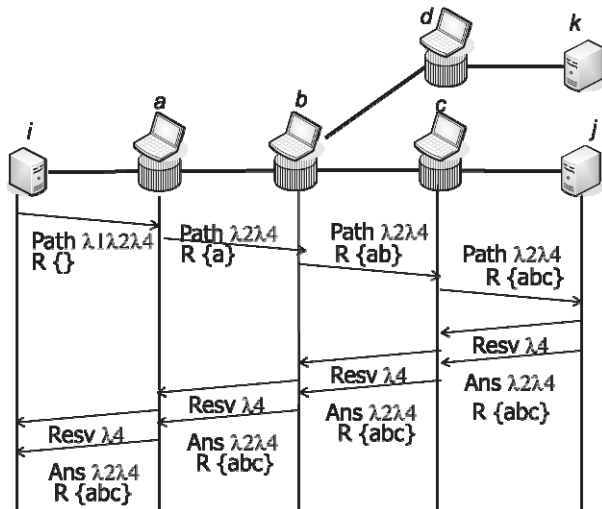 d
k
a
b
c
i
j
Path λ1λ2λ4
R {}
Path λ2λ4
R {a}
Path λ2λ4
R {ab}
Path λ2λ4
R {abc}
Resv λ4
Ans λ2λ4
R {abc}
Resv λ4
Ans λ2λ4
R {abc}
Resv λ4
Ans λ2λ4
R {abc}
Resv λ4
Ans λ2λ4
R {abc}